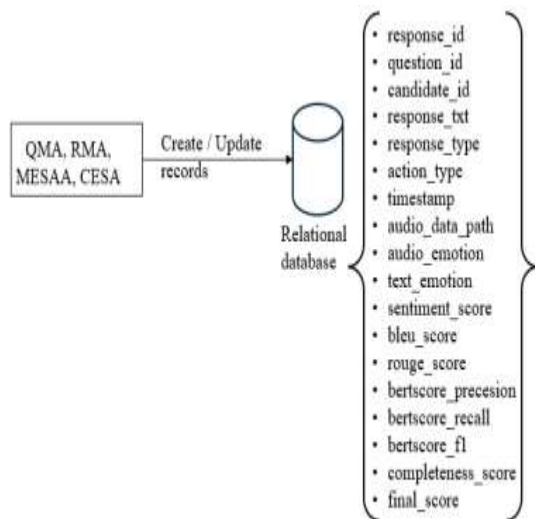 QMA, RMA,
MESAA, CESA
Create / Update
records
Relational
database
• response_id
• question_id
• candidate_id
• response_txt
• response_type
• action_type
• timestamp
• audio_data_path
• audio_emotion
• text_emotion
• sentiment_score
• bleu_score
• rouge_score
• bertscore_precesion
• bertscore_recall
• bertscore_f1
• completeness_score
• final_score